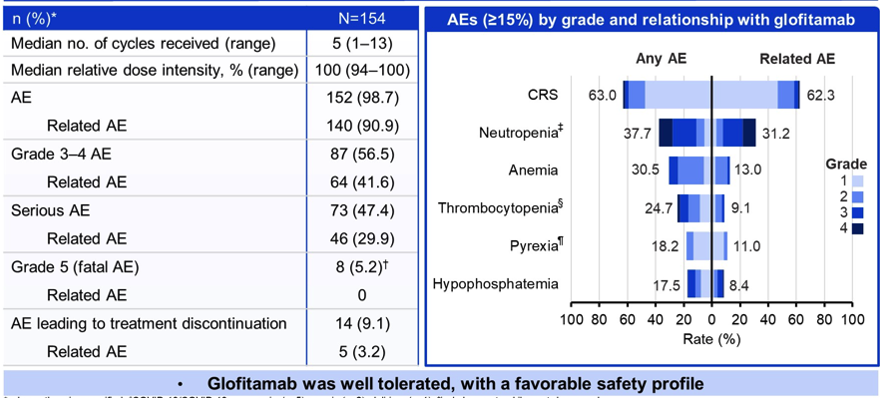 n (%)* N=154
Median no. of cycles received (range) 5 (1–13)
Median relative dose intensity, % (range) 100 (94–100)
AE 152 (98.7)
Related AE 140 (90.9)
Grade 3–4 AE 87 (56.5)
Related AE 64 (41.6)
Serious AE 73 (47.4)
Related AE 46 (29.9)
Grade 5 (fatal AE) 8 (5.2)†
Related AE 0
AE leading to treatment discontinuation 14 (9.1)
Related AE 5 (3.2)
AEs (≥15%) by grade and relationship with glofitamab
Any AE Related AE
CRS 63.0 62.3
Neutropenia‡ 37.7 31.2
Anemia 30.5 13.0
Thrombocytopenia§ 24.7 9.1
Pyrexia¶ 18.2 11.0
Hypophosphatemia 17.5 8.4
Grade
1
2
3
4
100 80 60 40 20 0 20 40 60 80 100
Rate (%)
• Glofitamab was well tolerated, with a favorable safety profile